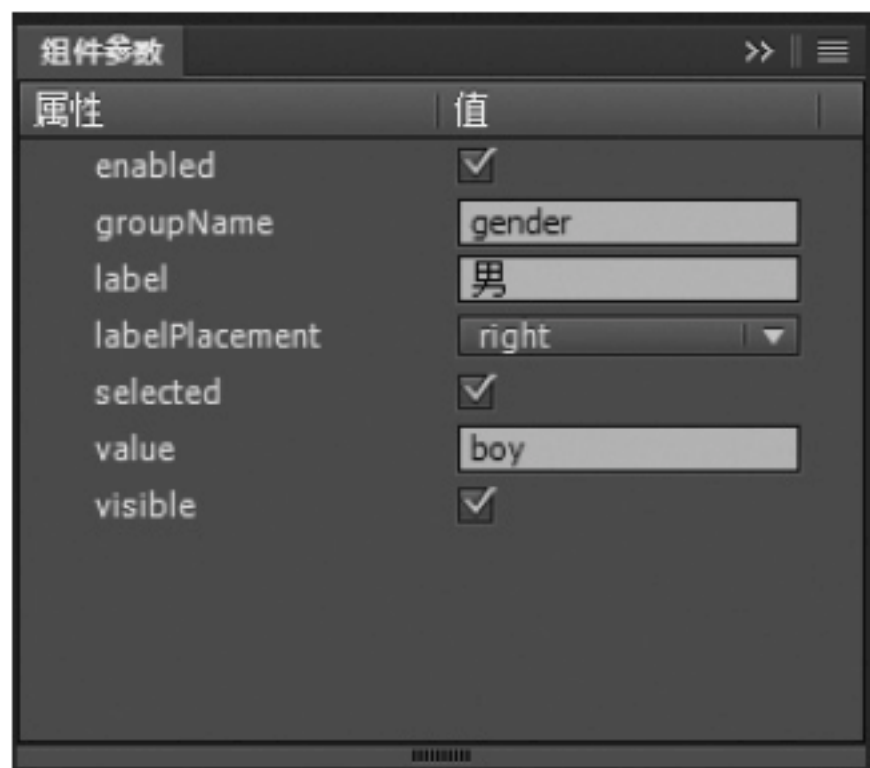 组件参数
属性 值
enabled
groupName gender
label 男
labelPlacement right
selected
value boy
visible